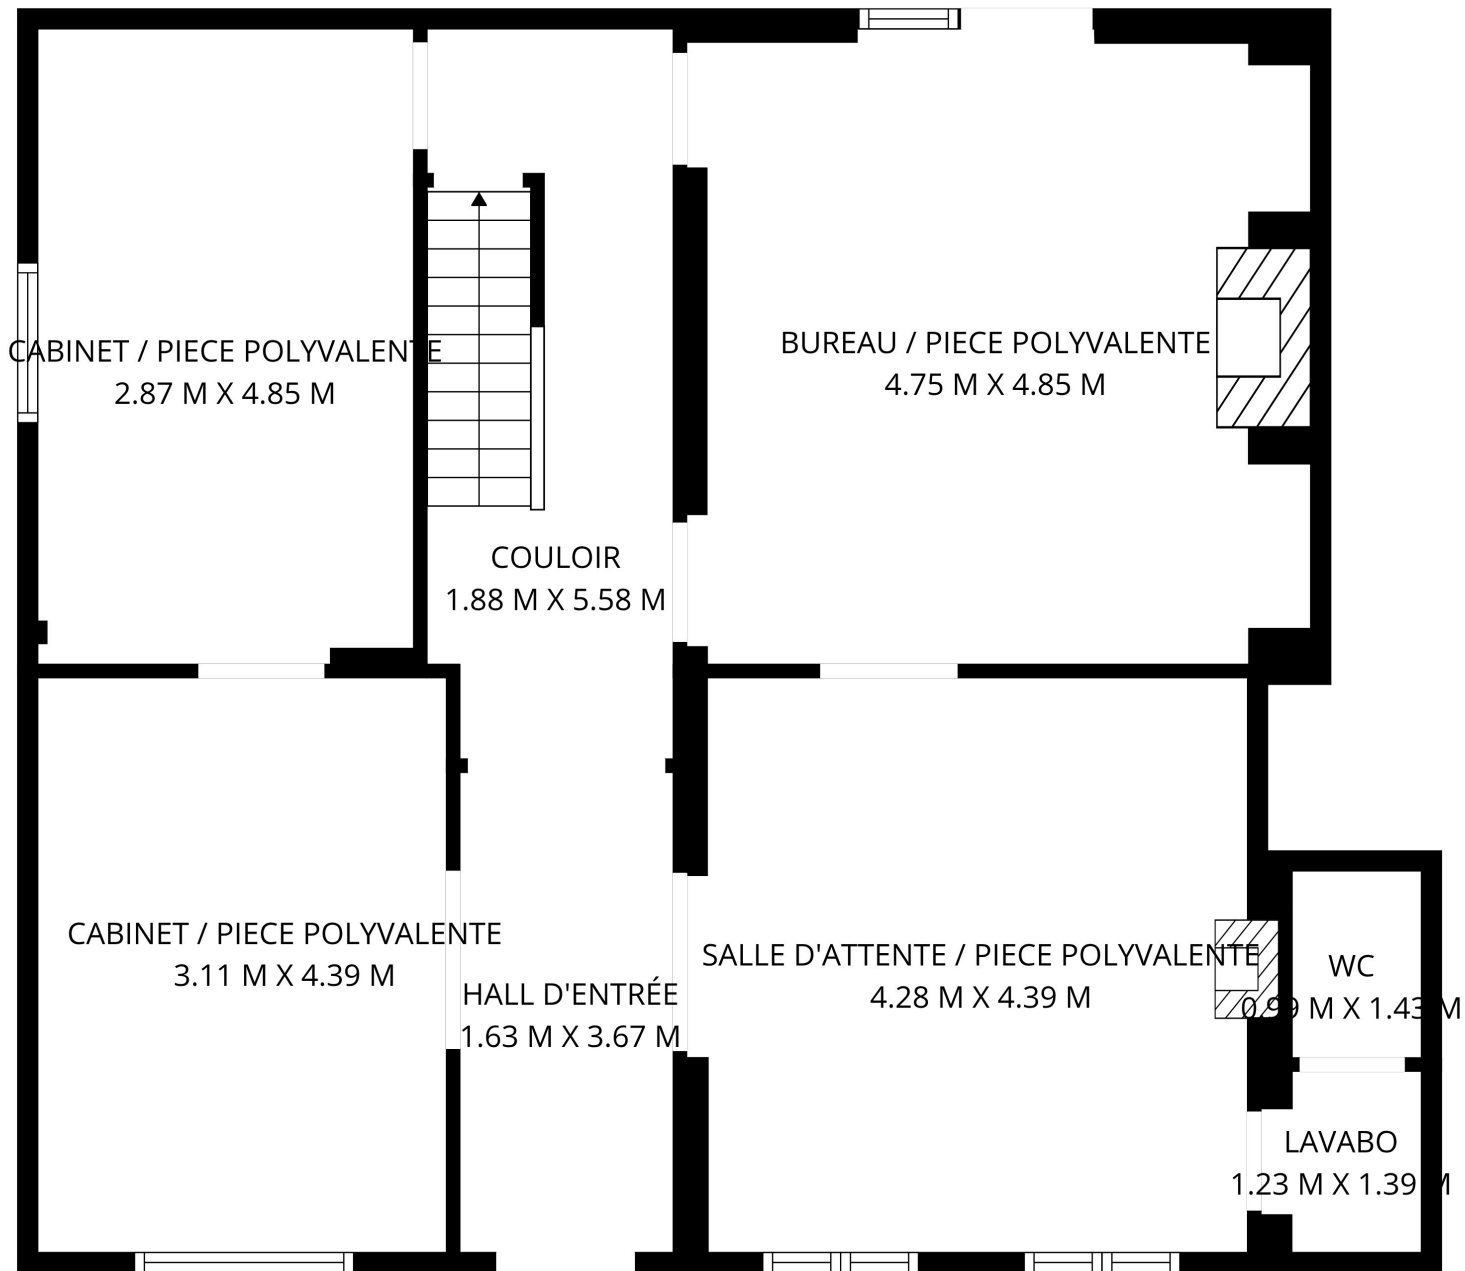 CABINET / PIECE POLYVALENTE
2.87 M X 4.85 M
BUREAU / PIECE POLYVALENTE
4.75 M X 4.85 M
COULOIR
1.88 M X 5.58 M
CABINET / PIECE POLYVALENTE
3.11 M X 4.39 M
HALL D'ENTRÉE
1.63 M X 3.67 M
SALLE D'ATTENTE / PIECE POLYVALENTE
4.28 M X 4.39 M
WC
0.99 M X 1.43 M
LAVABO
1.23 M X 1.39 M